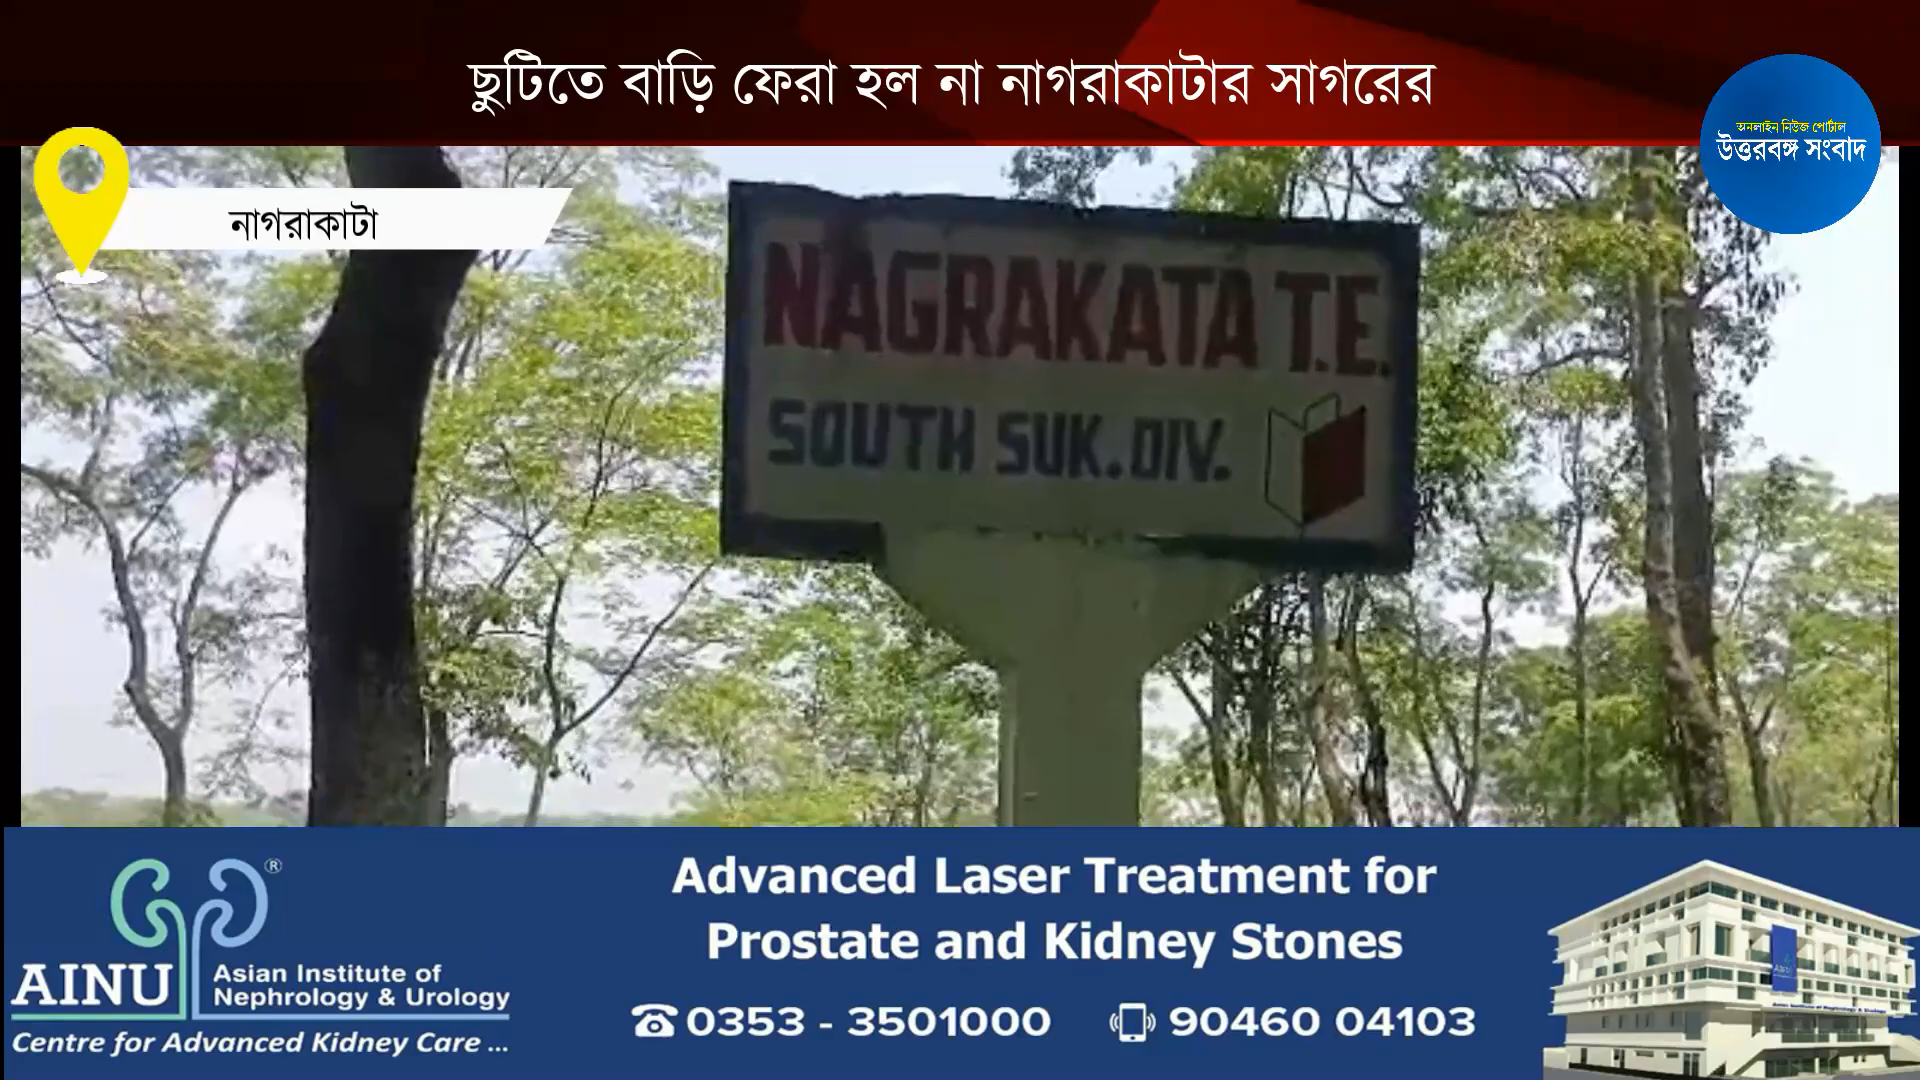 ছুটিতে বাড়ি ফেরা হল না নাগরাকাটার সাগরের
অনলাইন নিউজ পোর্টাল
উত্তরবঙ্গ সংবাদ
নাগরাকাটা
NAGRAKATA T.E.
SOUTH SUK. DIV.
Advanced Laser Treatment for
Prostate and Kidney Stones
AINU
®
Asian Institute of
Nephrology & Urology
Centre for Advanced Kidney Care ...
0353 - 3501000
90460 04103